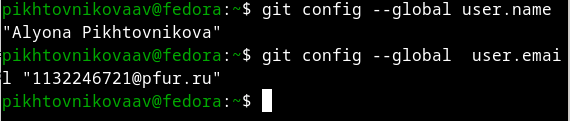 pikhtovnikovaav@fedora:~$ git config --global user.name
"Alyona Pikhtovnikova"
pikhtovnikovaav@fedora:~$ git config --global  user.emai
l "1132246721@pfur.ru"
pikhtovnikovaav@fedora:~$